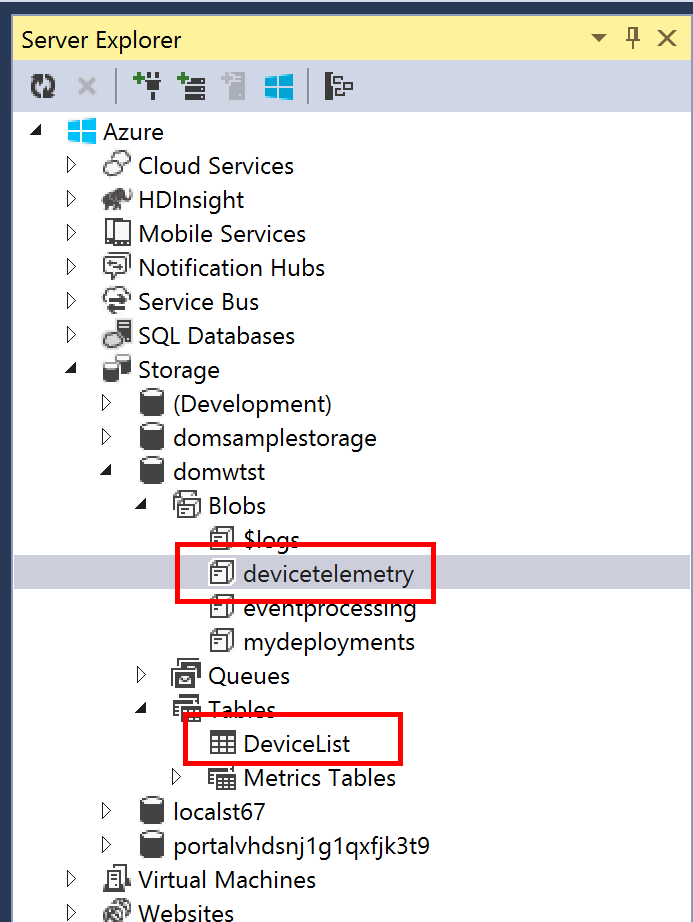 Server Explorer
Azure
Cloud Services
HDInsight
Mobile Services
Notification Hubs
Service Bus
SQL Databases
Storage
(Development)
domsamplestorage
domwtst
Blobs
$logs
devicetelemetry
eventprocessing
mydeployments
Queues
Tables
DeviceList
Metrics Tables
localst67
portalvhdsnj1g1qxfjk3t9
Virtual Machines
Websites